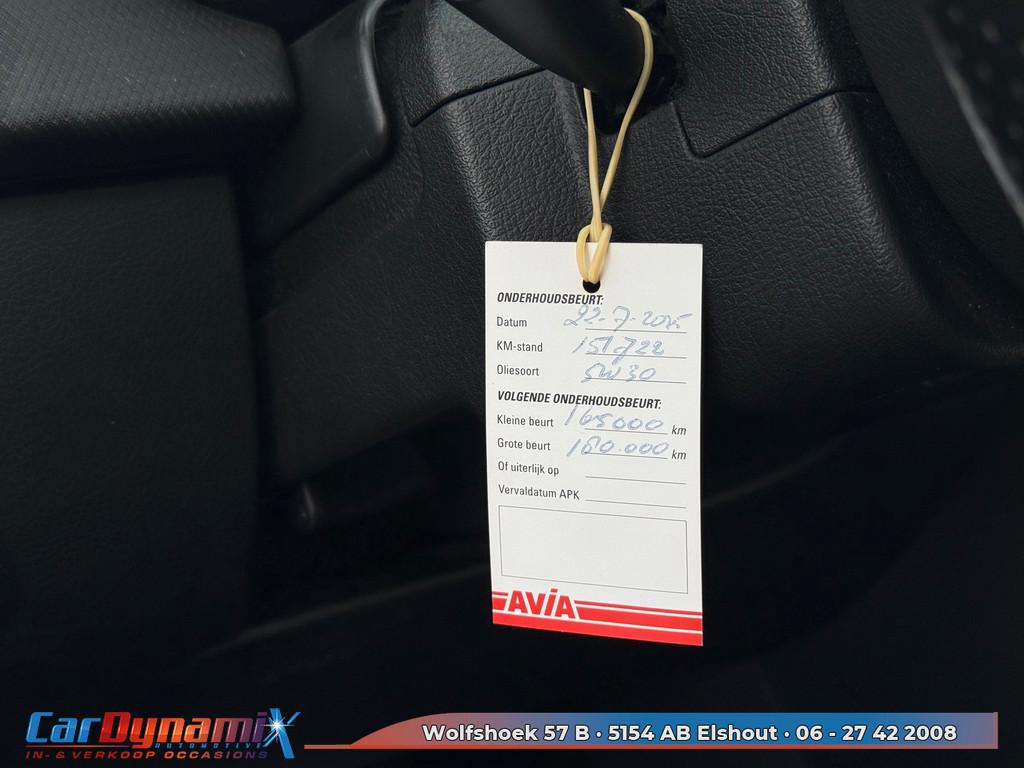 ONDERHOUDSBEURT:
Datum 22-7-2025
KM-stand 151722
Oliesoort 5W30
VOLGENDE ONDERHOUDSBEURT:
Kleine beurt 165000 km
Grote beurt 180.000 km
Of uiterlijk op
Vervaldatum APK
AVIA
CarDynamiX
AUTOMOTIVE
IN- & VERKOOP OCCASIONS
Wolfshoek 57 B • 5154 AB Elshout • 06 - 27 42 2008